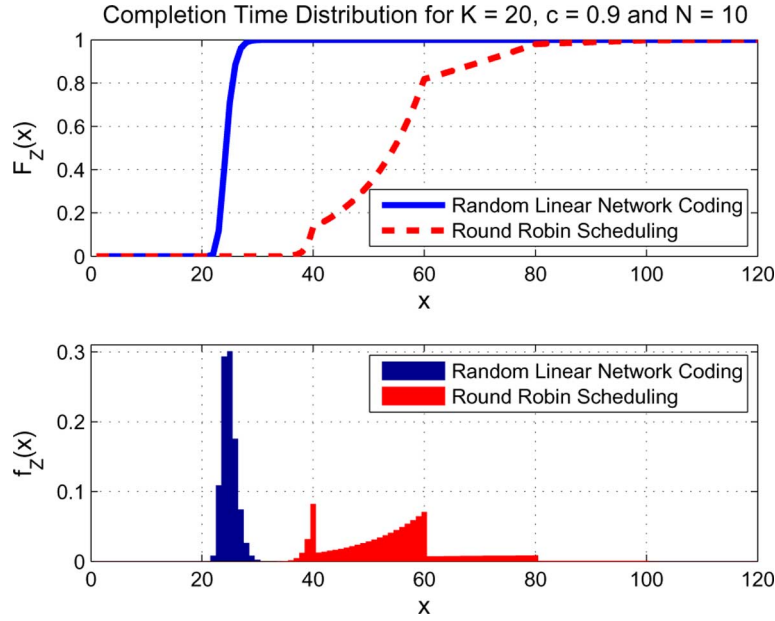 Completion Time Distribution for K = 20, c = 0.9 and N = 10
1
0.8
0.6
0.4
0.2
0
F_Z(x)
Random Linear Network Coding
Round Robin Scheduling
0 20 40 60 80 100 120
x
0.3
0.2
0.1
0
f_Z(x)
Random Linear Network Coding
Round Robin Scheduling
0 20 40 60 80 100 120
x